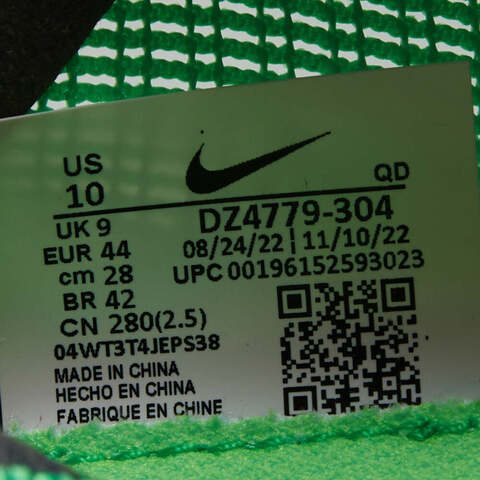 US
10
QD
UK 9
DZ4779-304
EUR 44
08/24/22 | 11/10/22
cm 28
UPC 00196152593023
BR 42
CN 280(2.5)
04WT3T4JEPS38
MADE IN CHINA
HECHO EN CHINA
FABRIQUE EN CHINE